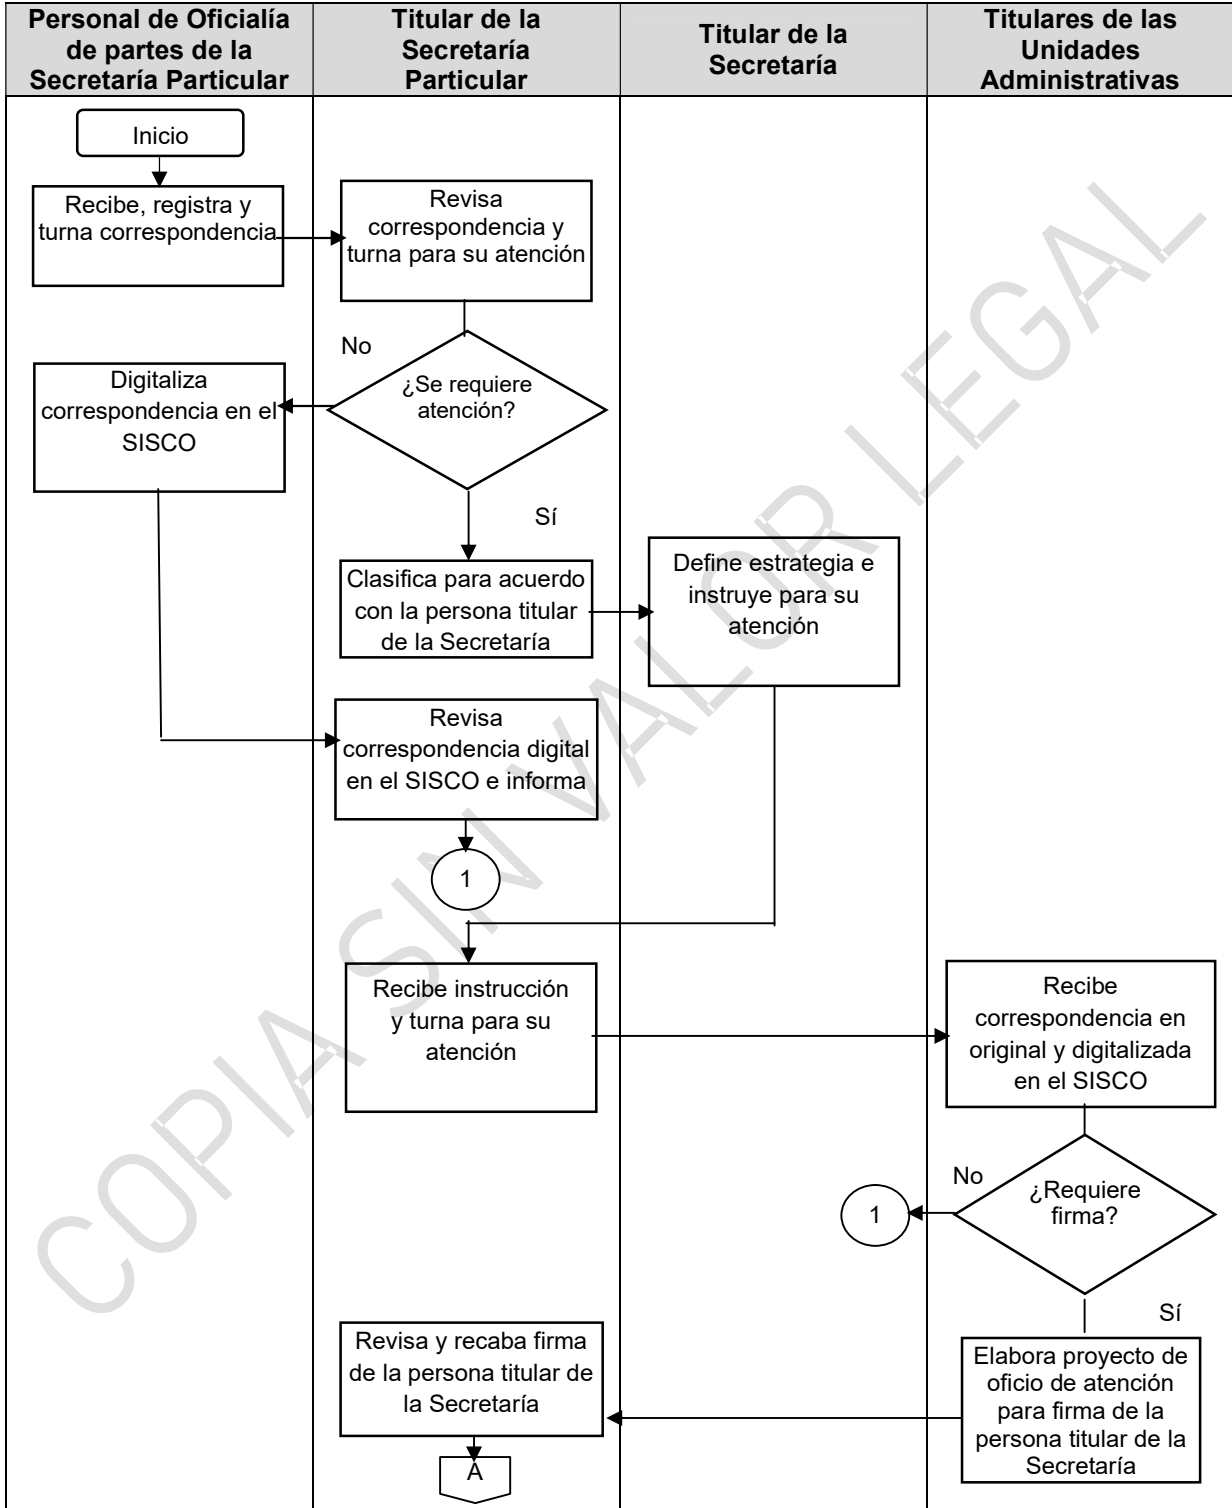 Personal de Oficialía
de partes de la
Secretaría Particular
Titular de la
Secretaría
Particular
Titular de la
Secretaría
Titulares de las
Unidades
Administrativas
Inicio
Recibe, registra y
turna correspondencia
Revisa
correspondencia y
turna para su atención
No
¿Se requiere
atención?
Digitaliza
correspondencia en el
SISCO
Sí
Clasifica para acuerdo
con la persona titular
de la Secretaría
Define estrategia e
instruye para su
atención
Revisa
correspondencia digital
en el SISCO e informa
1
Recibe instrucción
y turna para su
atención
Recibe
correspondencia en
original y digitalizada
en el SISCO
No
¿Requiere
firma?
1
Sí
Revisa y recaba firma
de la persona titular de
la Secretaría
Elabora proyecto de
oficio de atención
para firma de la
persona titular de la
Secretaría
A
COPIA SIN VALOR LEGAL